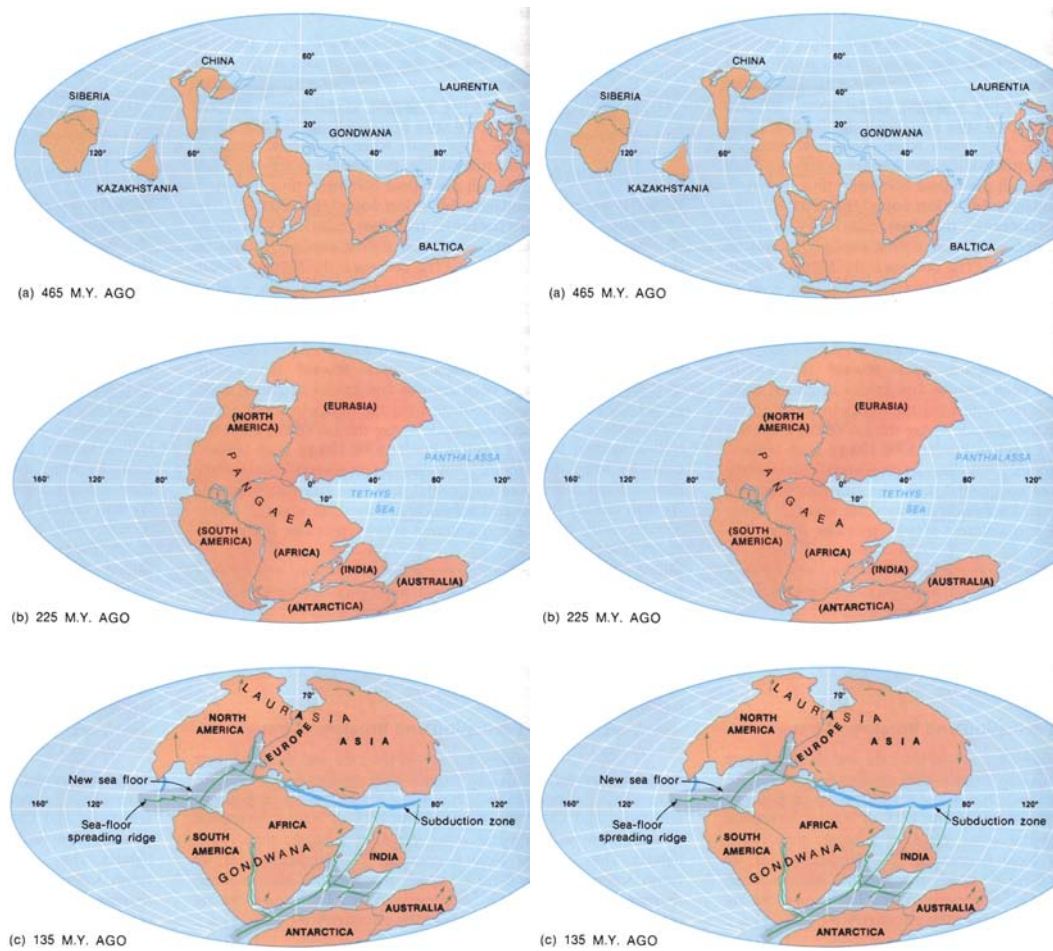 CHINA
60°
SIBERIA
40°
LAURENTIA
20°
GONDWANA
120°
60°
40°
80°
KAZAKHSTANIA
BALTICA
(a) 465 M.Y. AGO
(NORTH
AMERICA)
(EURASIA)
PANGAEA
PANTHALASSA
160°
120°
0°
80°
120°
10°
TETHYS
SEA
(SOUTH
AMERICA)
(AFRICA)
(INDIA)
(AUSTRALIA)
(ANTARCTICA)
(b) 225 M.Y. AGO
70°
LAURASIA
NORTH
AMERICA
EUROPE
ASIA
New sea floor
160°
120°
80°
120°
Sea-floor
spreading ridge
Subduction zone
AFRICA
SOUTH
AMERICA
GONDWANA
INDIA
AUSTRALIA
ANTARCTICA
(c) 135 M.Y. AGO
CHINA
60°
SIBERIA
40°
LAURENTIA
20°
GONDWANA
120°
60°
40°
80°
KAZAKHSTANIA
BALTICA
(a) 465 M.Y. AGO
(NORTH
AMERICA)
(EURASIA)
PANGAEA
PANTHALASSA
160°
120°
0°
80°
120°
10°
TETHYS
SEA
(SOUTH
AMERICA)
(AFRICA)
(INDIA)
(AUSTRALIA)
(ANTARCTICA)
(b) 225 M.Y. AGO
70°
LAURASIA
NORTH
AMERICA
EUROPE
ASIA
New sea floor
160°
120°
80°
120°
Sea-floor
spreading ridge
Subduction zone
AFRICA
SOUTH
AMERICA
GONDWANA
INDIA
AUSTRALIA
ANTARCTICA
(c) 135 M.Y. AGO